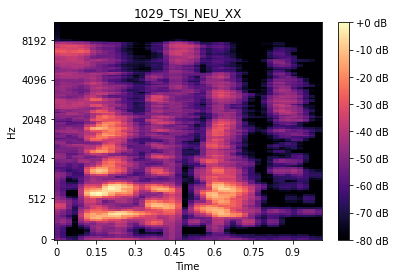 1029_TSI_NEU_XX
+0 dB
8192
-10 dB
4096
-20 dB
-30 dB
2048
Hz
-40 dB
1024
-50 dB
-60 dB
512
-70 dB
0
-80 dB
0 0.15 0.3 0.45 0.6 0.75 0.9
Time